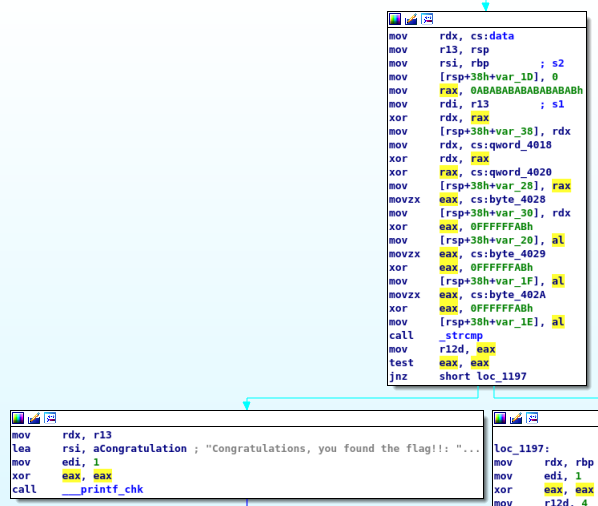 mov rdx, cs:data
mov r13, rsp
mov rsi, rbp ; s2
mov [rsp+38h+var_1D], 0
mov rax, 0ABABABABABABABABh
mov rdi, r13 ; s1
xor rdx, rax
mov [rsp+38h+var_38], rdx
mov rdx, cs:qword_4018
xor rdx, rax
xor rax, cs:qword_4020
mov [rsp+38h+var_28], rax
movzx eax, cs:byte_4028
mov [rsp+38h+var_30], rdx
xor eax, 0FFFFFFABh
mov [rsp+38h+var_20], al
movzx eax, cs:byte_4029
xor eax, 0FFFFFFABh
mov [rsp+38h+var_1F], al
movzx eax, cs:byte_402A
xor eax, 0FFFFFFABh
mov [rsp+38h+var_1E], al
call _strcmp
mov r12d, eax
test eax, eax
jnz short loc_1197
mov rdx, r13
lea rsi, aCongratulation ; "Congratulations, you found the flag!!: "...
mov edi, 1
xor eax, eax
call ___printf_chk
loc_1197:
mov rdx, rbp
mov edi, 1
xor eax, eax
mov r12d, 4